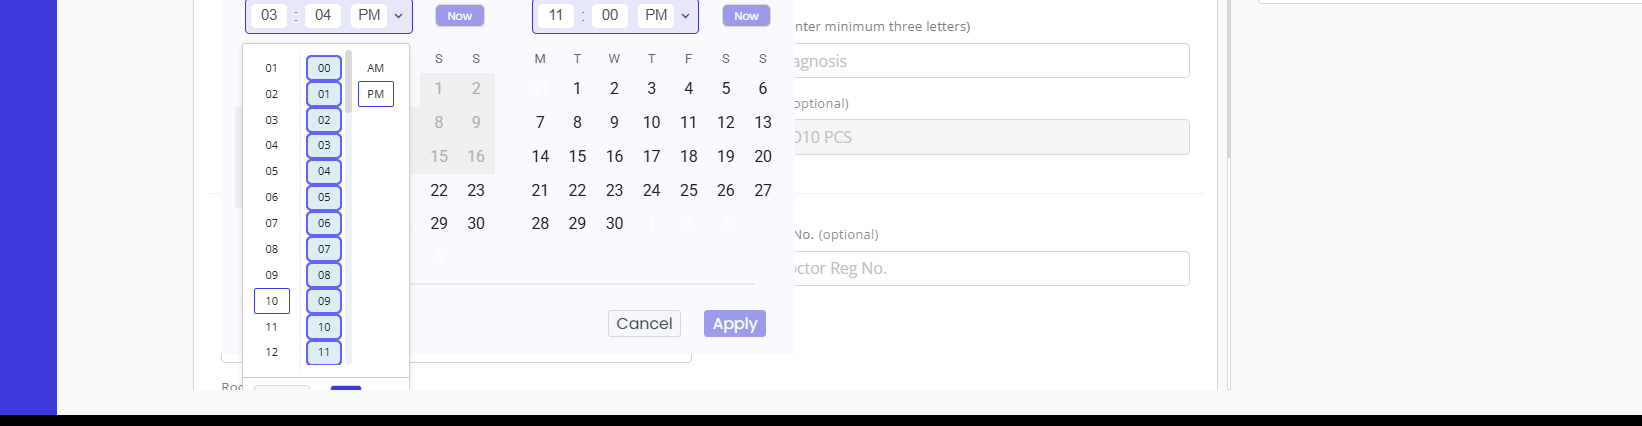 03 : 04 PM Now 11 : 00 PM Now
nter minimum three letters)
S S M T W T F S S
agnosis
01 00 AM
1 2 31 1 2 3 4 5 6
02 01 PM
(optional)
03 02
8 9 7 8 9 10 11 12 13
D10 PCS
04 03
15 16 14 15 16 17 18 19 20
05 04
22 23 21 22 23 24 25 26 27
06 05
07 06
29 30 28 29 30 1 2 3
No. (optional)
08 07
5
octor Reg No.
09 08
10 09
11 10
Cancel Apply
12 11
Roo